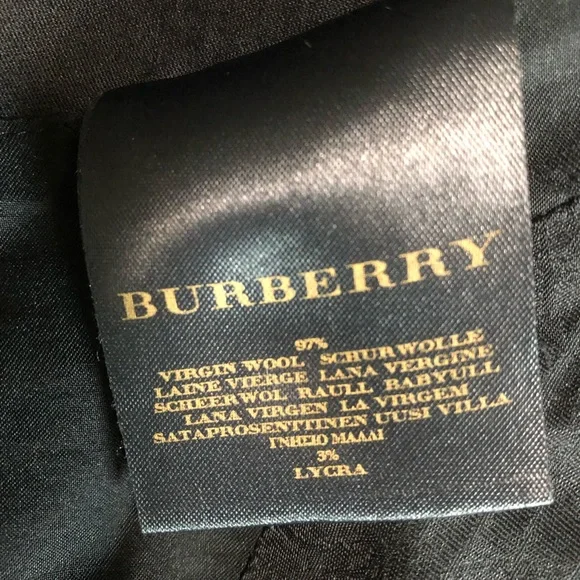 BURBERRY
97%
VIRGIN WOOL SCHURWOLLE
LAINE VIERGE LANA VERGINE
SCHEERWOL RAULL BABYULL
LANA VIRGEN LA VIRGEM
SATAPROSENTTINEN UUSI VILLA
ΓΝΗΣΙΟ ΜΑΛΛΙ
3%
LYCRA